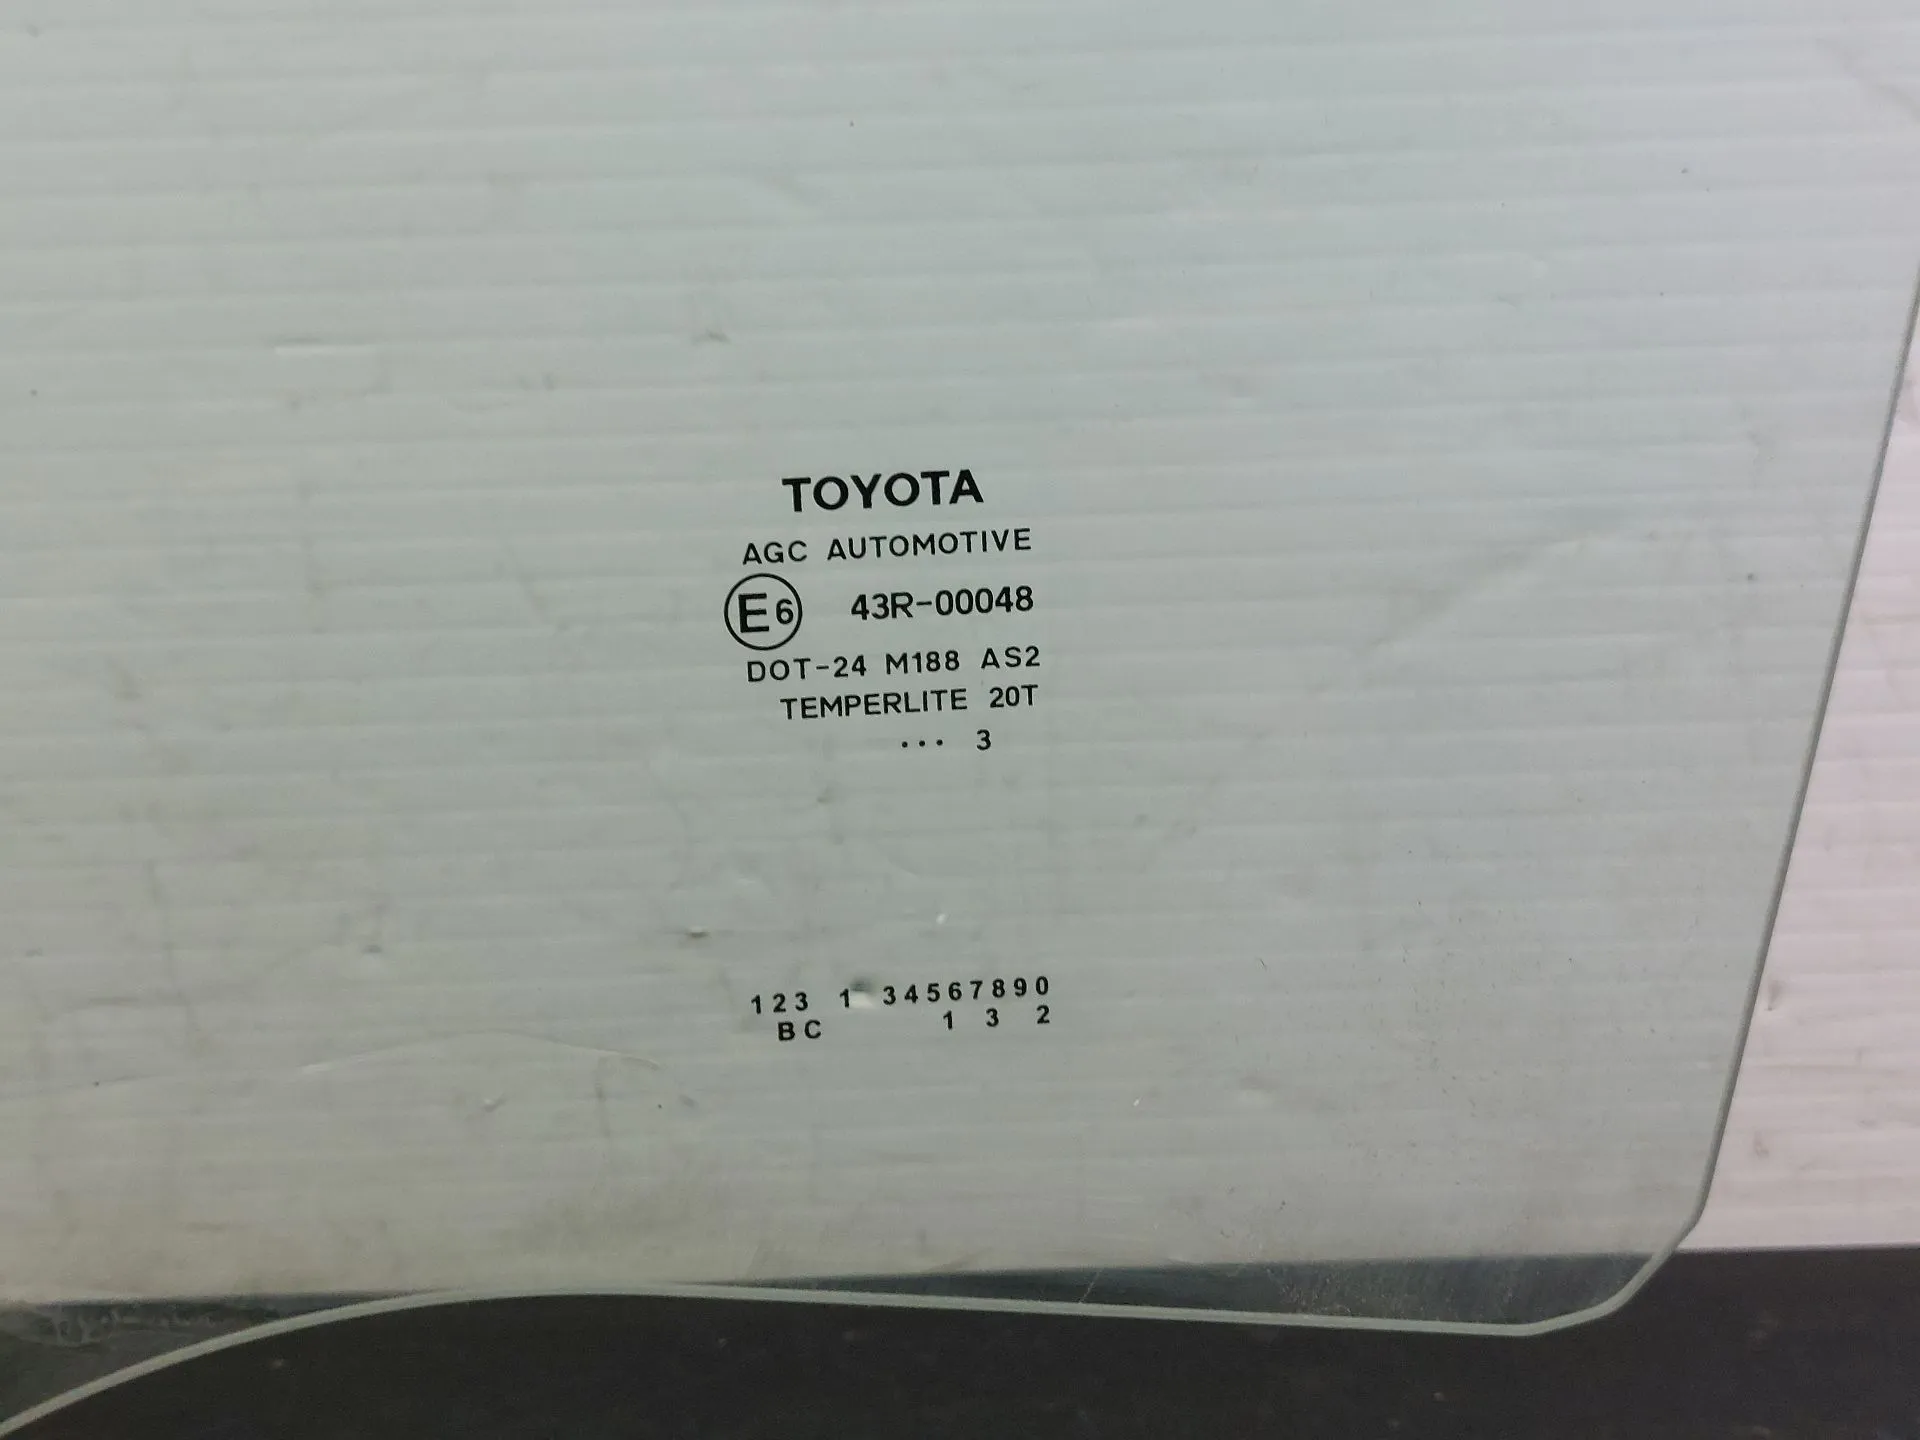 TOYOTA
AGC AUTOMOTIVE
E6 43R-00048
DOT-24 M188 AS2
TEMPERLITE 20T
... 3
123 1 34567890
BC 1 3 2